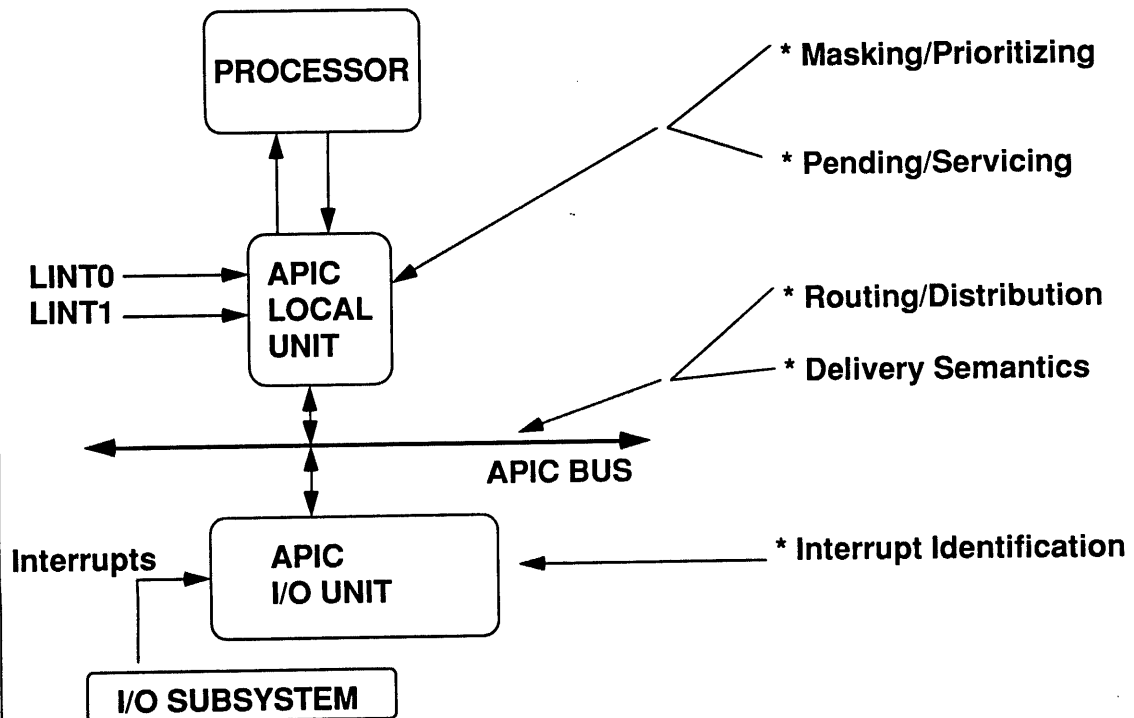 PROCESSOR
* Masking/Prioritizing
* Pending/Servicing
LINT0
LINT1
APIC
LOCAL
UNIT
* Routing/Distribution
* Delivery Semantics
APIC BUS
Interrupts
APIC
I/O UNIT
* Interrupt Identification
I/O SUBSYSTEM